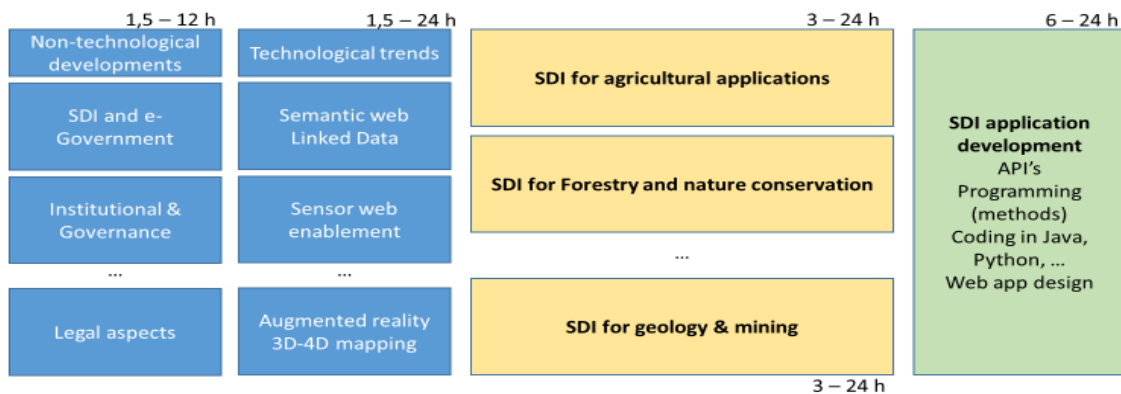 1,5 – 12 h
Non-technological
developments
SDI and e-
Government
Institutional &
Governance
...
Legal aspects
1,5 – 24 h
Technological trends
Semantic web
Linked Data
Sensor web
enablement
...
Augmented reality
3D-4D mapping
3 – 24 h
SDI for agricultural applications
SDI for Forestry and nature conservation
...
SDI for geology & mining
3 – 24 h
6 – 24 h
SDI application
development
API's
Programming
(methods)
Coding in Java,
Python, ...
Web app design